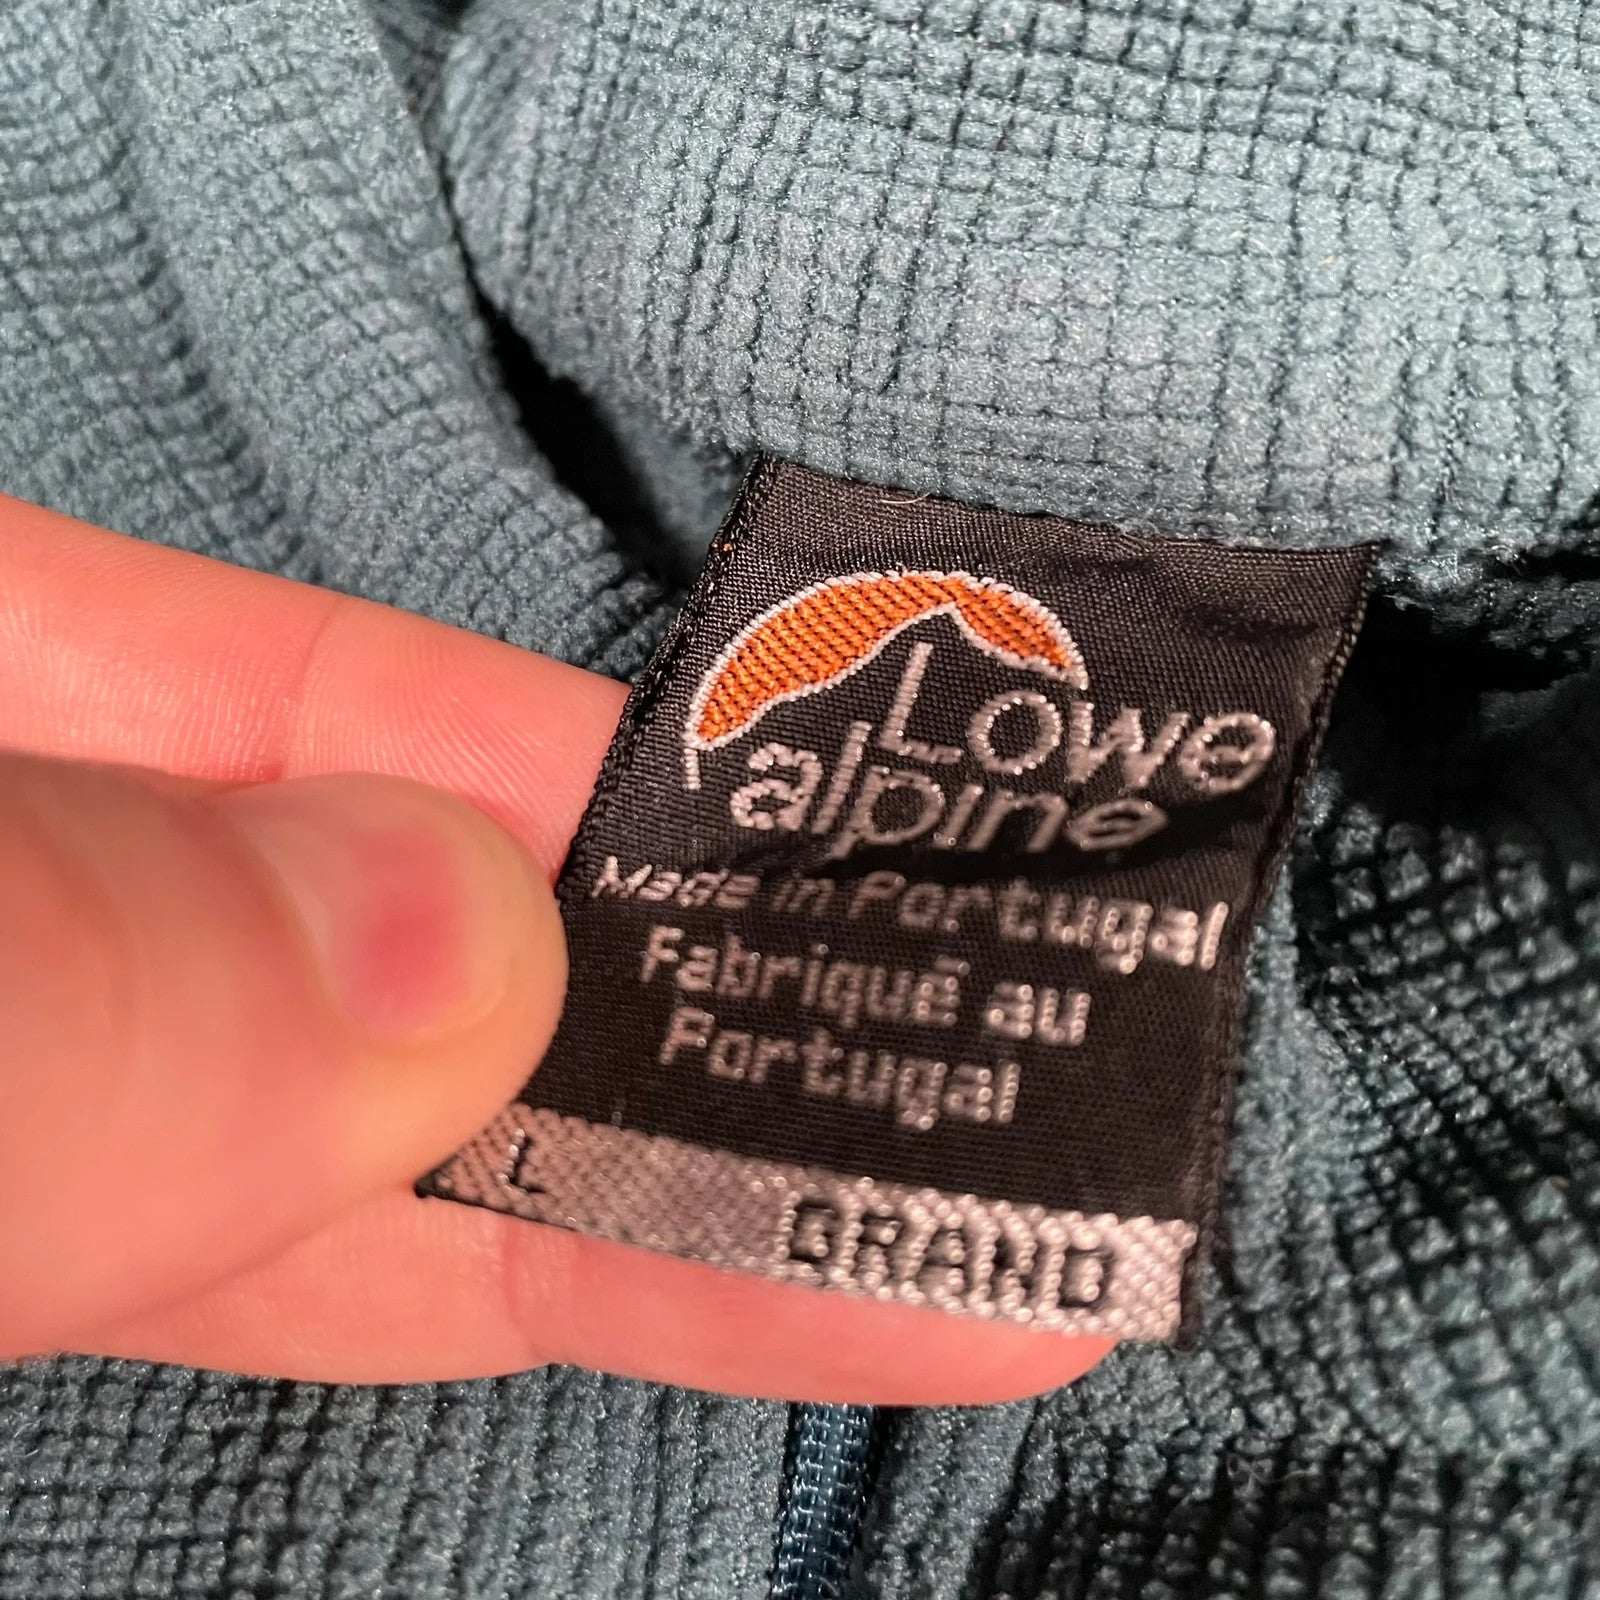 Lowe
alpine
Made in Portugal
Fabriqué au
Portugal
L GRAND